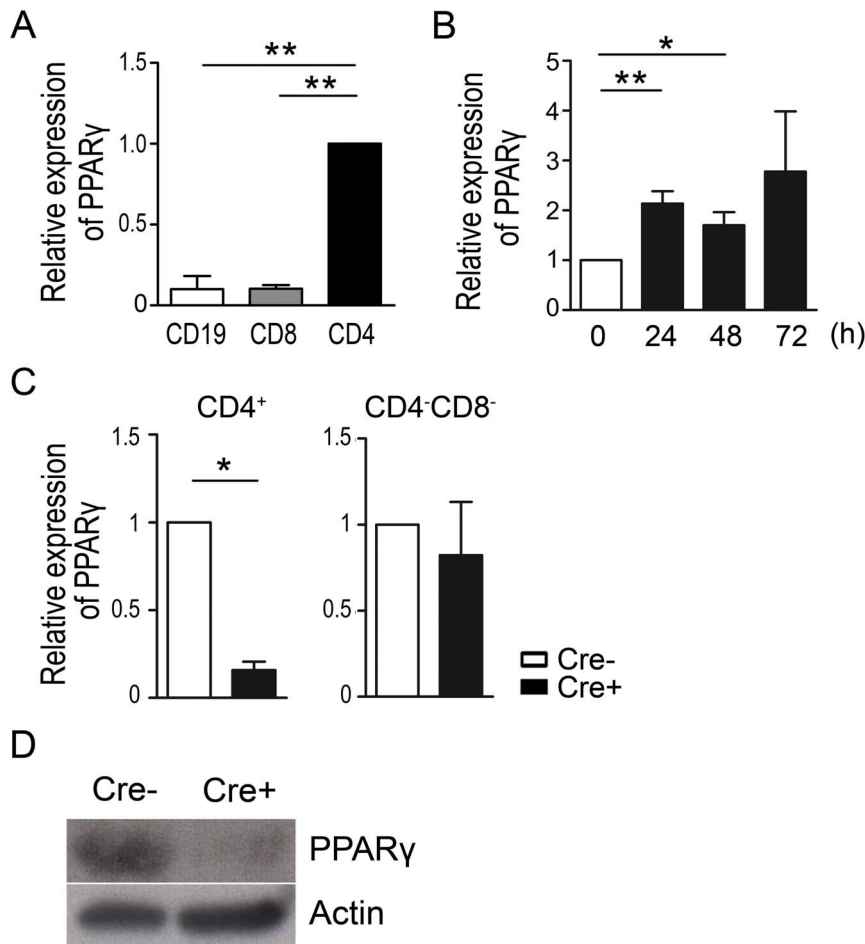 A
Relative expression
of PPARγ
1.5
1.0
0.5
0
**
**
CD19 CD8 CD4
B
Relative expression
of PPARγ
5
4
3
2
1
0
*
**
0 24 48 72 (h)
C
Relative expression
of PPARγ
CD4⁺
1.5
1
0.5
0
*
CD4⁻CD8⁻
1.5
1
0.5
0
Cre-
Cre+
D
Cre- Cre+
PPARγ
Actin